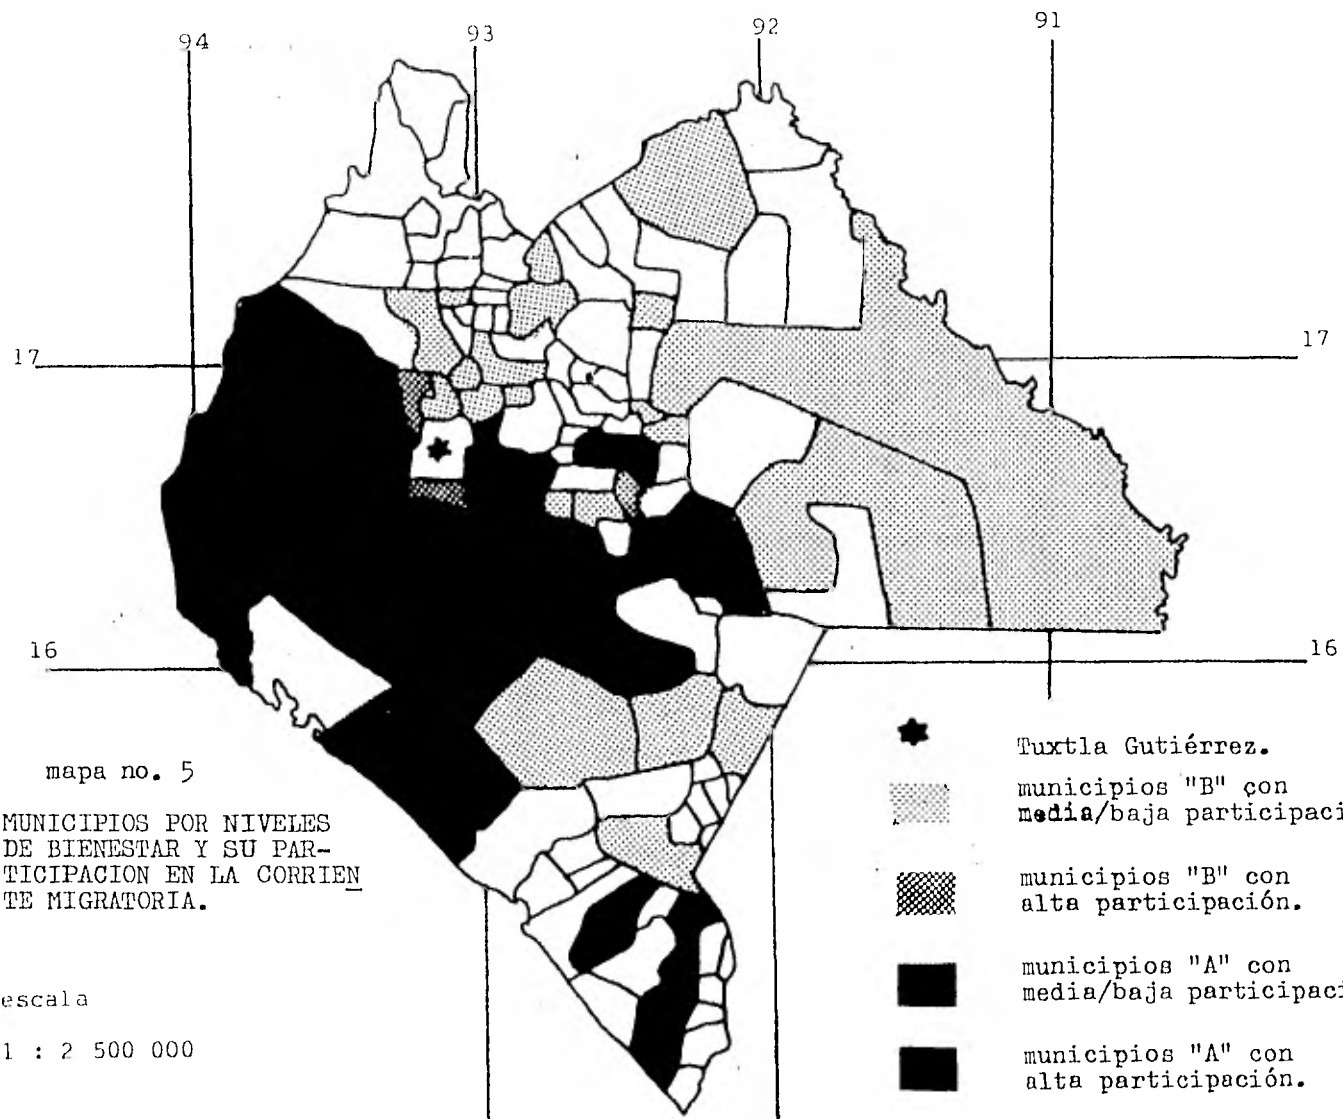 94
93
92
91
17
17
16
16
mapa no. 5
MUNICIPIOS POR NIVELES
DE BIENESTAR Y SU PAR-
TICIPACION EN LA CORRIEN
TE MIGRATORIA.
escala
1 : 2 500 000
Tuxtla Gutiérrez.
municipios "B" con
media/baja participaci
municipios "B" con
alta participación.
municipios "A" con
media/baja participaci
municipios "A" con
alta participación.